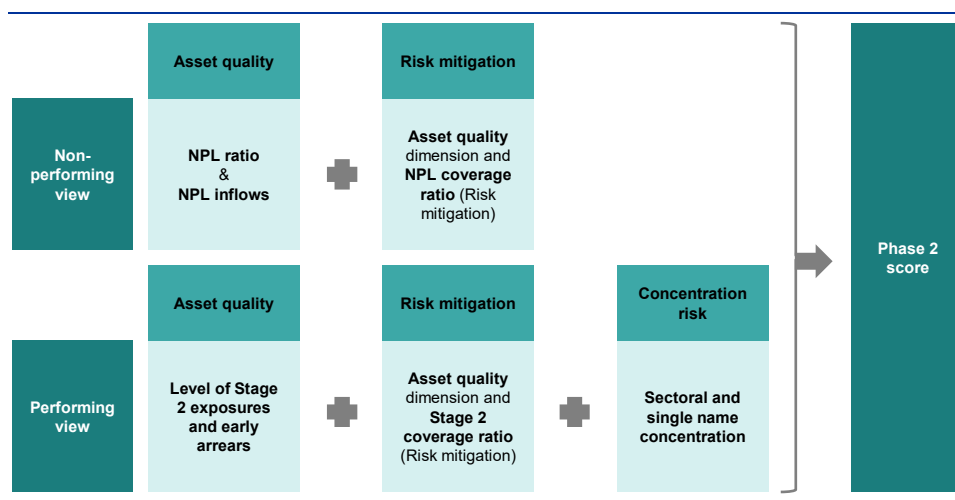 Asset quality
Risk mitigation
Non-
performing
view
NPL ratio
&
NPL inflows
Asset quality
dimension and
NPL coverage
ratio (Risk
mitigation)
Phase 2
score
Asset quality
Risk mitigation
Concentration
risk
Performing
view
Level of Stage
2 exposures
and early
arrears
Asset quality
dimension and
Stage 2
coverage ratio
(Risk mitigation)
Sectoral and
single name
concentration